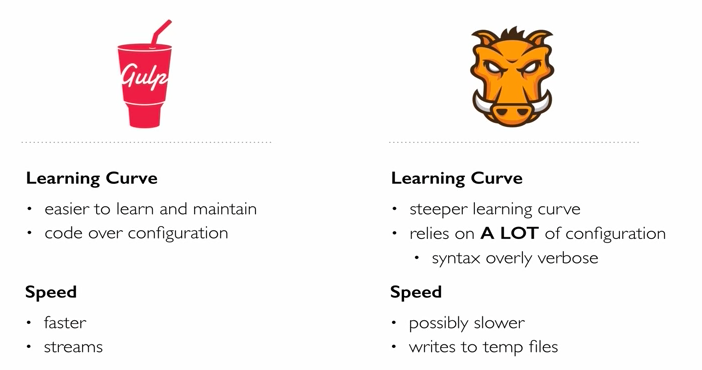 Gulp
Learning Curve
• easier to learn and maintain
• code over configuration
Speed
• faster
• streams
Learning Curve
• steeper learning curve
• relies on A LOT of configuration
• syntax overly verbose
Speed
• possibly slower
• writes to temp files